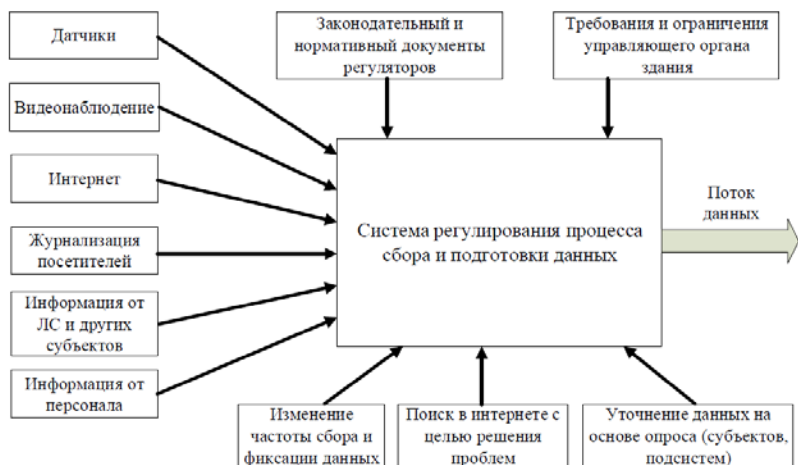 Датчики
Видеонаблюдение
Интернет
Журнализация
посетителей
Информация от
ЛС и других
субъектов
Информация от
персонала
Законодательный и
нормативный документы
регуляторов
Требования и ограничения
управляющего органа
здания
Система регулирования процесса
сбора и подготовки данных
Поток
данных
Изменение
частоты сбора и
фиксации данных
Поиск в интернете с
целью решения
проблем
Уточнение данных на
основе опроса (субъектов,
подсистем)